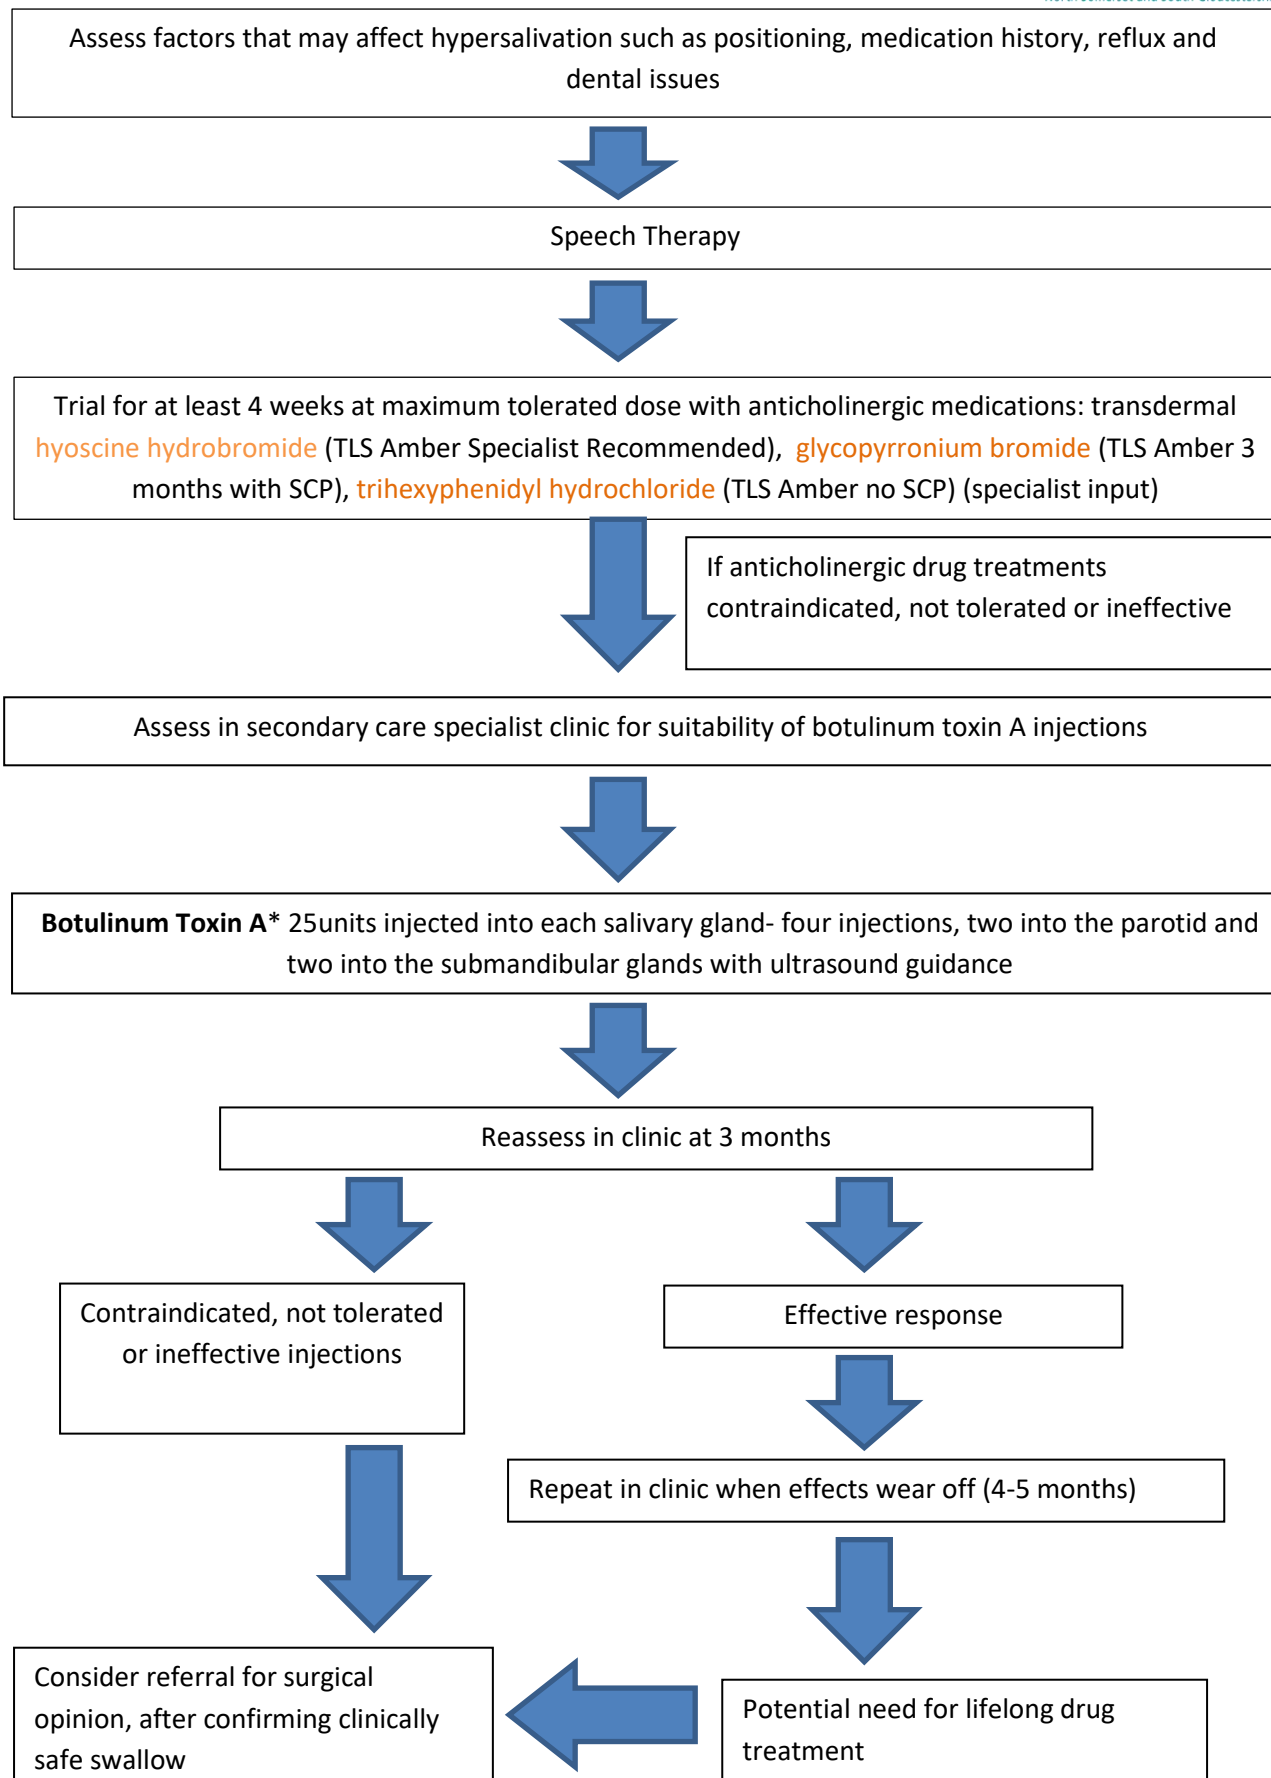 Assess factors that may affect hypersalivation such as positioning, medication history, reflux and
dental issues
Speech Therapy
Trial for at least 4 weeks at maximum tolerated dose with anticholinergic medications: transdermal
hyoscine hydrobromide (TLS Amber Specialist Recommended), glycopyrronium bromide (TLS Amber 3
months with SCP), trihexyphenidyl hydrochloride (TLS Amber no SCP) (specialist input)
If anticholinergic drug treatments
contraindicated, not tolerated or ineffective
Assess in secondary care specialist clinic for suitability of botulinum toxin A injections
Botulinum Toxin A* 25units injected into each salivary gland- four injections, two into the parotid and
two into the submandibular glands with ultrasound guidance
Reassess in clinic at 3 months
Contraindicated, not tolerated
or ineffective injections
Effective response
Repeat in clinic when effects wear off (4-5 months)
Consider referral for surgical
opinion, after confirming clinically
safe swallow
Potential need for lifelong drug
treatment